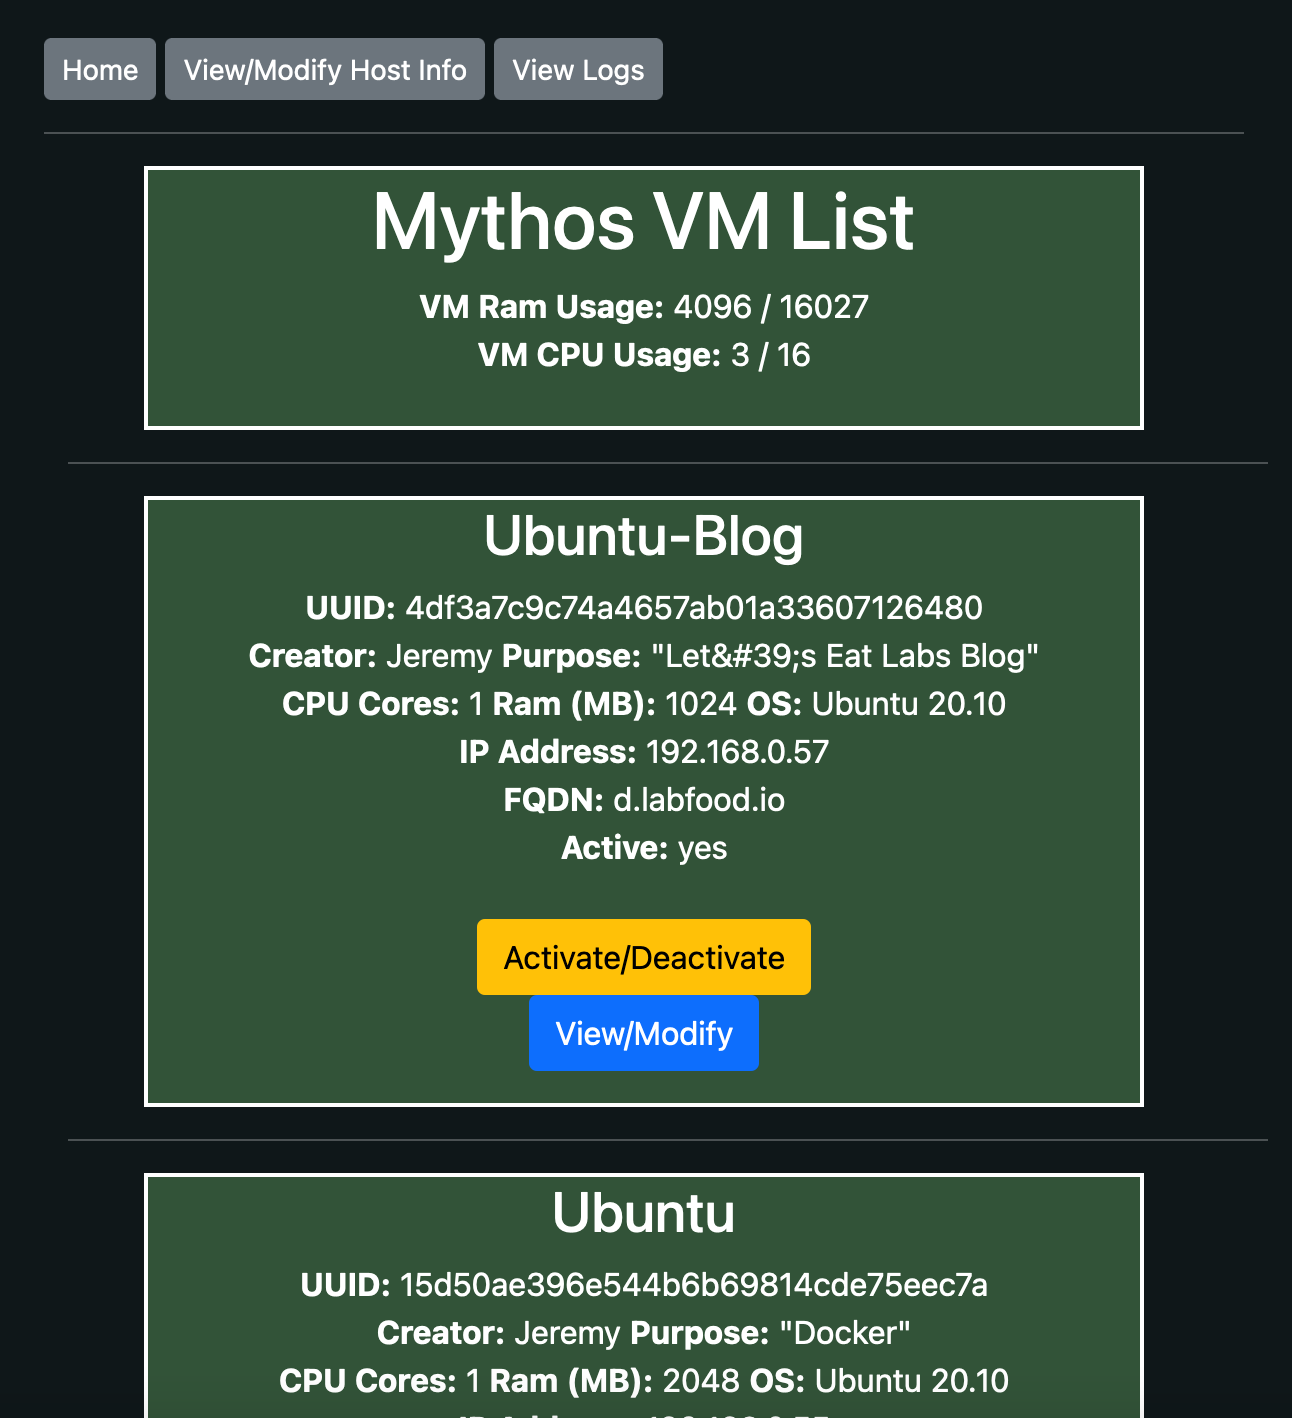 Home View/Modify Host Info View Logs
Mythos VM List
VM Ram Usage: 4096 / 16027
VM CPU Usage: 3 / 16
Ubuntu-Blog
UUID: 4df3a7c9c74a4657ab01a33607126480
Creator: Jeremy Purpose: "Let&#39;s Eat Labs Blog"
CPU Cores: 1 Ram (MB): 1024 OS: Ubuntu 20.10
IP Address: 192.168.0.57
FQDN: d.labfood.io
Active: yes
Activate/Deactivate
View/Modify
Ubuntu
UUID: 15d50ae396e544b6b69814cde75eec7a
Creator: Jeremy Purpose: "Docker"
CPU Cores: 1 Ram (MB): 2048 OS: Ubuntu 20.10